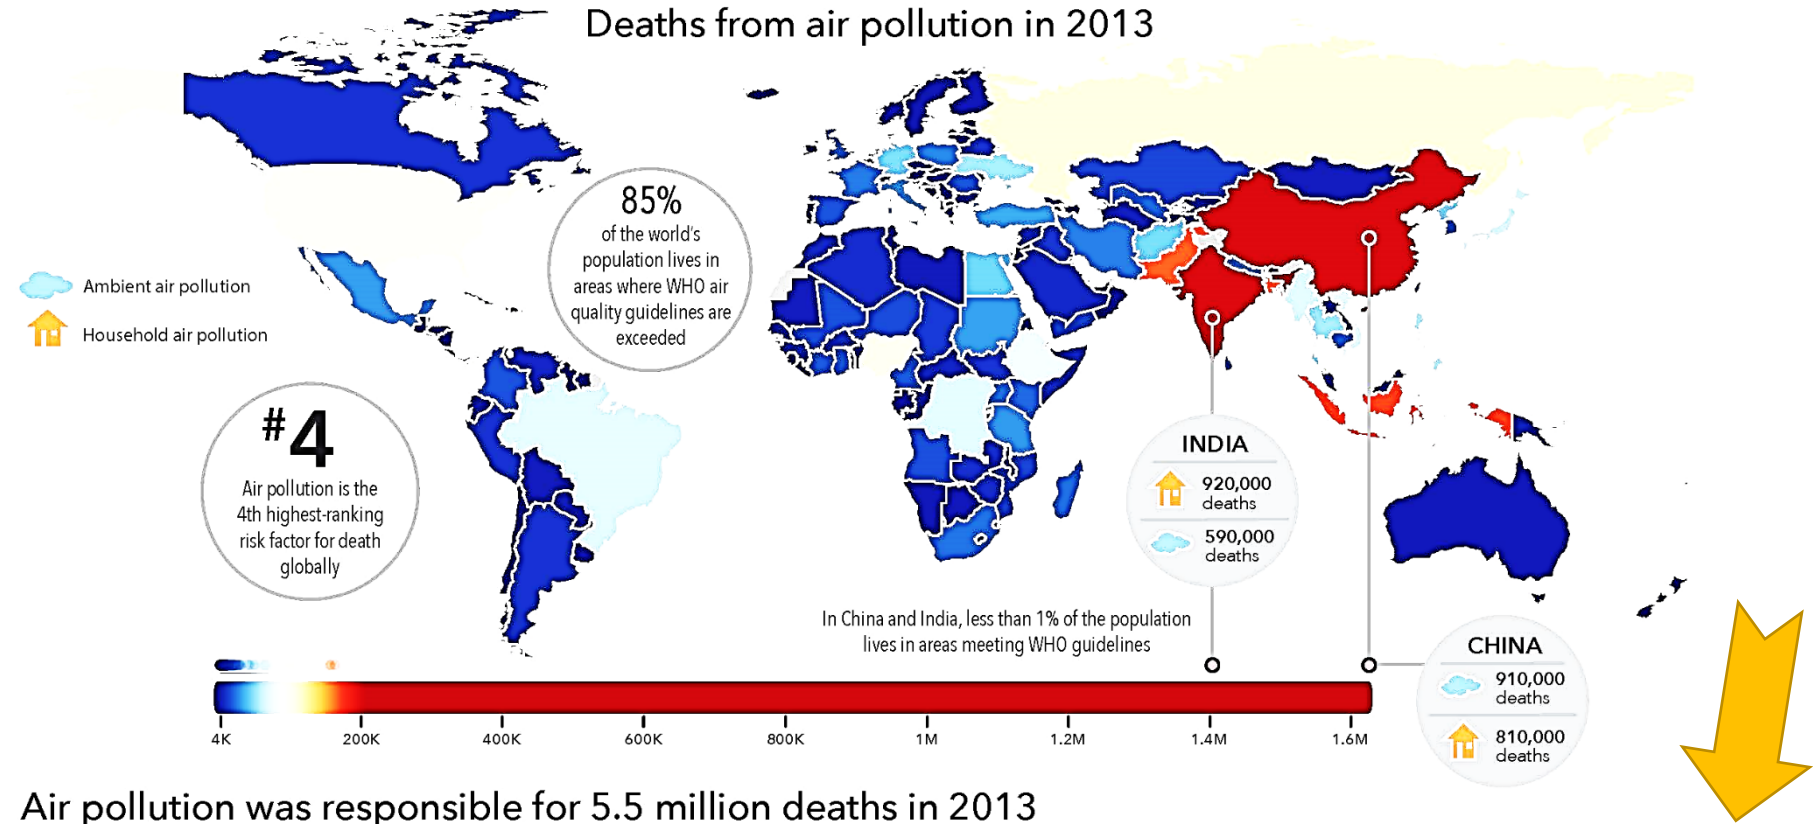 Deaths from air pollution in 2013
85%
of the world's
population lives in
areas where WHO air
quality guidelines are
exceeded
Ambient air pollution
Household air pollution
#4
Air pollution is the
4th highest-ranking
risk factor for death
globally
INDIA
920,000
deaths
590,000
deaths
In China and India, less than 1% of the population
lives in areas meeting WHO guidelines
CHINA
910,000
deaths
810,000
deaths
4K 200K 400K 600K 800K 1M 1.2M 1.4M 1.6M
Air pollution was responsible for 5.5 million deaths in 2013